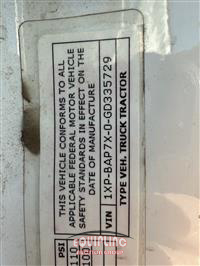 THIS VEHICLE CONFORMS TO ALL
APPLICABLE FEDERAL MOTOR VEHICLE
SAFETY STANDARDS IN EFFECT ON THE
DATE OF MANUFACTURE
VIN 1XP-BAP7X-0-GD335729
TYPE VEH. TRUCK TRACTOR
PSI
110